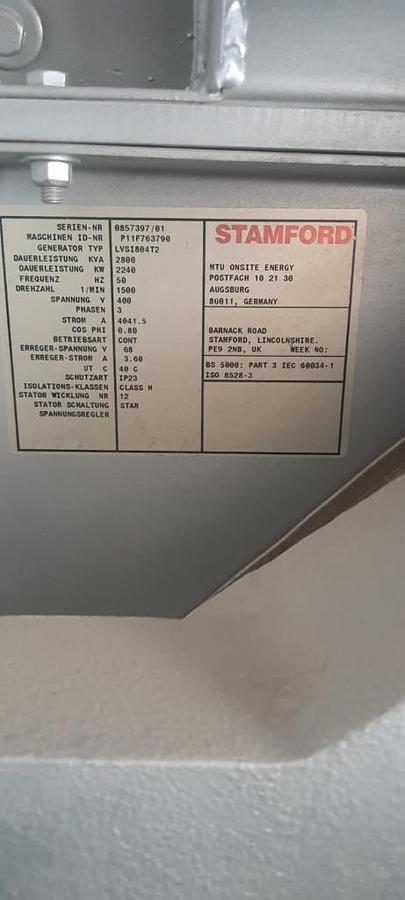 SERIEN-NR 0857397/01
MASCHINEN ID-NR P11F763790
GENERATOR TYP LVSI804T2
DAUERLEISTUNG KVA 2800
DAUERLEISTUNG KW 2240
FREQUENZ HZ 50
DREHZAHL 1/MIN 1500
SPANNUNG V 400
PHASEN 3
STROM A 4041.5
COS PHI 0.80
BETRIEBSART CONT
ERREGER-SPANNUNG V 68
ERREGER-STROM A 3.60
UT C 40 C
SCHUTZART IP23
ISOLATIONS-KLASSEN CLASS H
STATOR WICKLUNG NR 12
STATOR SCHALTUNG STAR
SPANNUNGSREGLER
STAMFORD
MTU ONSITE ENERGY
POSTFACH 10 21 30
AUGSBURG
86011, GERMANY
BARNACK ROAD
STAMFORD, LINCOLNSHIRE.
PE9 2NB, UK WEEK NO:
BS 5000: PART 3 IEC 60034-1
ISO 8528-3